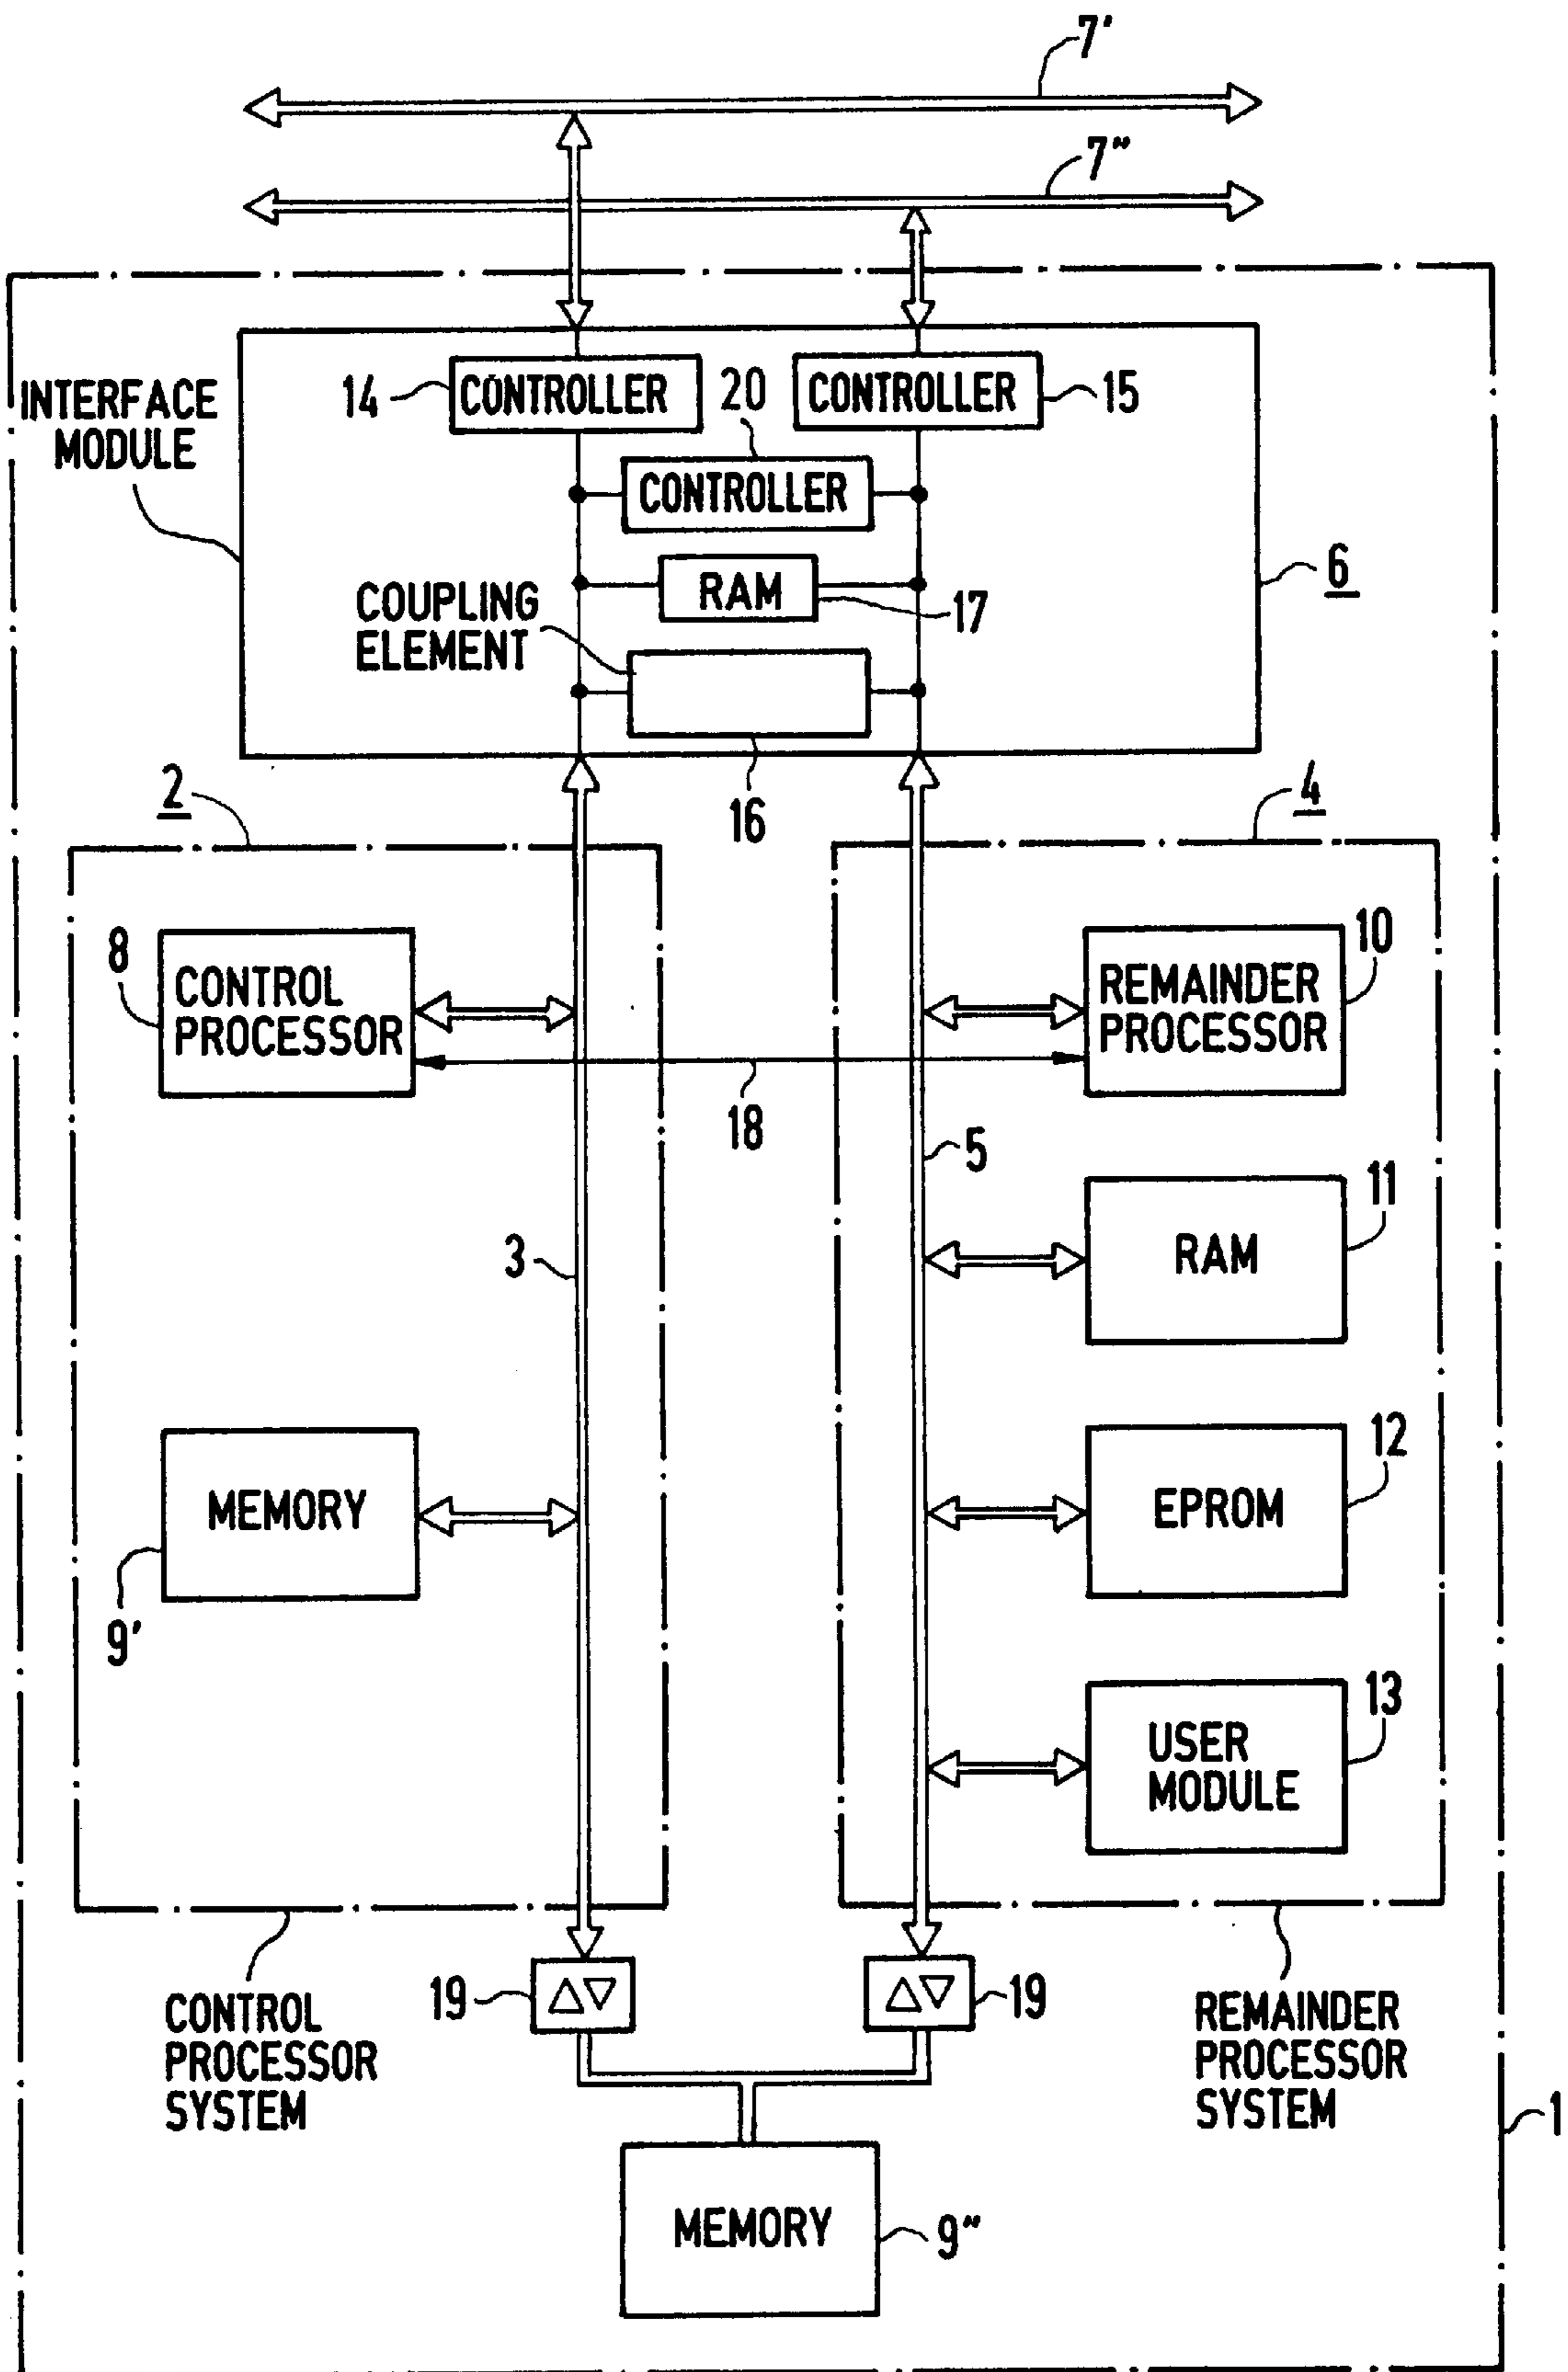 7'
7"
INTERFACE
MODULE
14
CONTROLLER
20
CONTROLLER
15
CONTROLLER
6
COUPLING
ELEMENT
RAM
17
16
2
4
8
CONTROL
PROCESSOR
10
REMAINDER
PROCESSOR
18
5
11
RAM
3
12
MEMORY
EPROM
9'
13
USER
MODULE
19
19
CONTROL
PROCESSOR
SYSTEM
REMAINDER
PROCESSOR
SYSTEM
1
MEMORY
9"